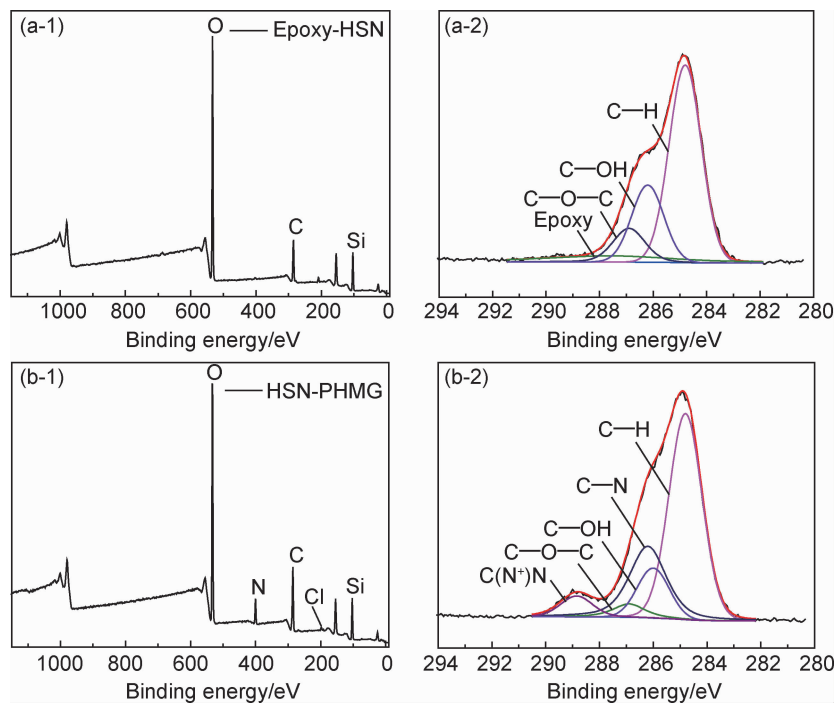 (a-1)
O
Epoxy-HSN
C
Si
1000 800 600 400 200 0
Binding energy/eV
(a-2)
C—H
C—OH
C—O—C
Epoxy
294 292 290 288 286 284 282 280
Binding energy/eV
(b-1)
O
HSN-PHMG
N
C
Cl
Si
1000 800 600 400 200 0
Binding energy/eV
(b-2)
C—H
C—N
C—OH
C—O—C
C(N⁺)N
294 292 290 288 286 284 282 280
Binding energy/eV